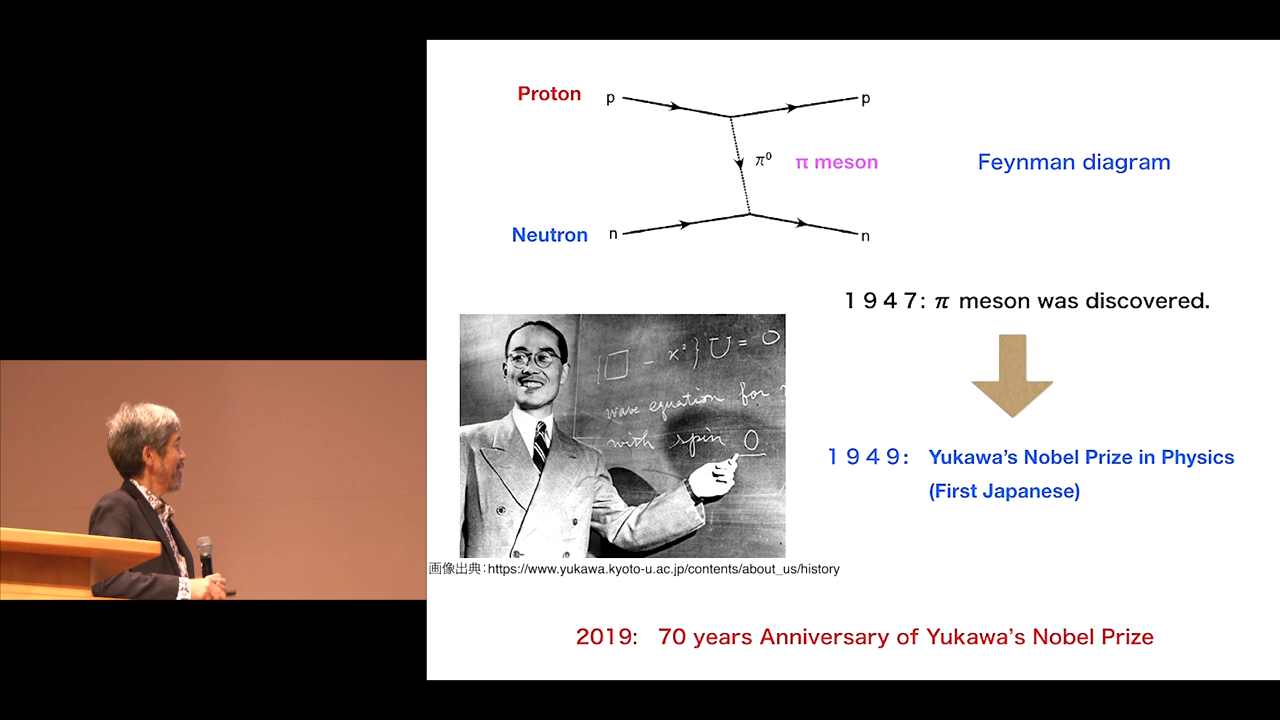 Proton p p
π⁰ π meson Feynman diagram
Neutron n n
1947: π meson was discovered.
{□ - κ²}U = 0
wave equation for
with spin 0
1949: Yukawa's Nobel Prize in Physics
(First Japanese)
画像出典：https://www.yukawa.kyoto-u.ac.jp/contents/about_us/history
2019: 70 years Anniversary of Yukawa's Nobel Prize